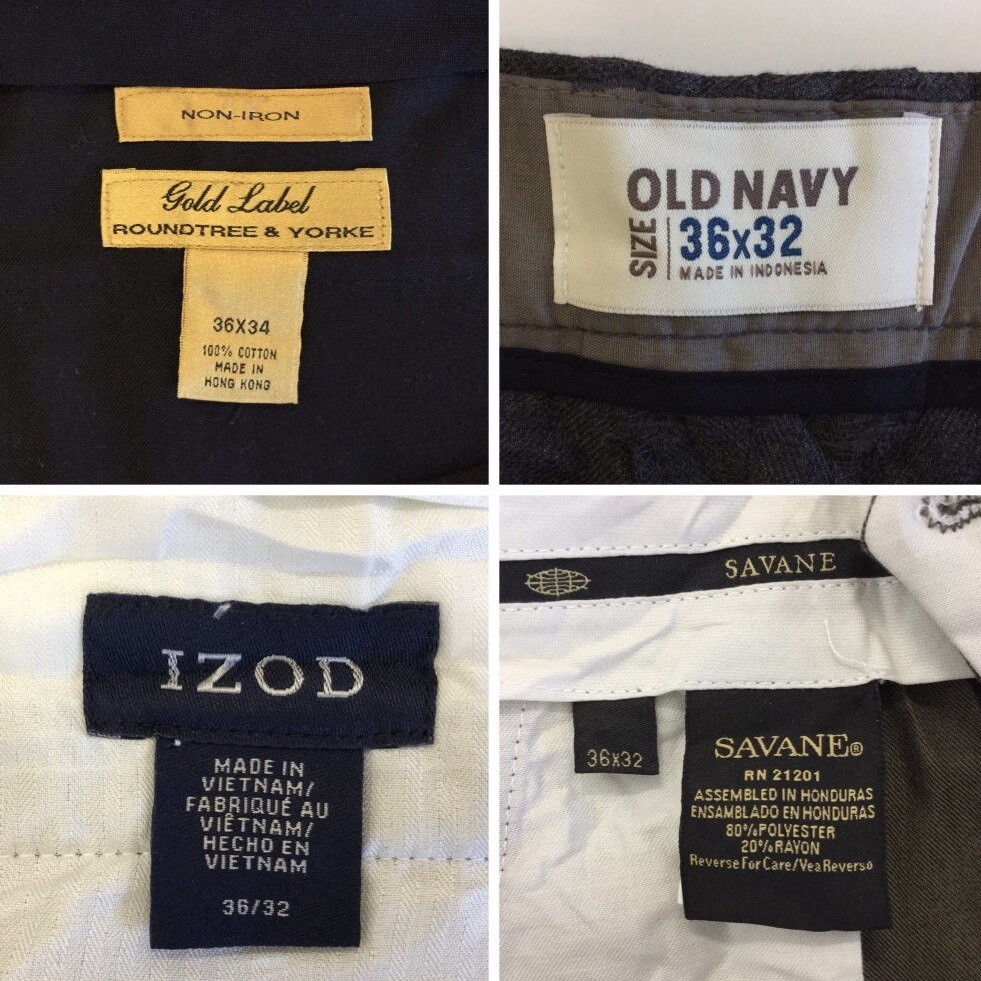 NON-IRON
Gold Label
ROUNDTREE & YORKE
36X34
100% COTTON
MADE IN
HONG KONG
OLD NAVY
SIZE
36x32
MADE IN INDONESIA
IZOD
MADE IN
VIETNAM/
FABRIQUÉ AU
VIÊTNAM/
HECHO EN
VIETNAM
36/32
SAVANE
36x32
SAVANE®
RN 21201
ASSEMBLED IN HONDURAS
ENSAMBLADO EN HONDURAS
80%POLYESTER
20%RAYON
Reverse For Care/Vea Reverso